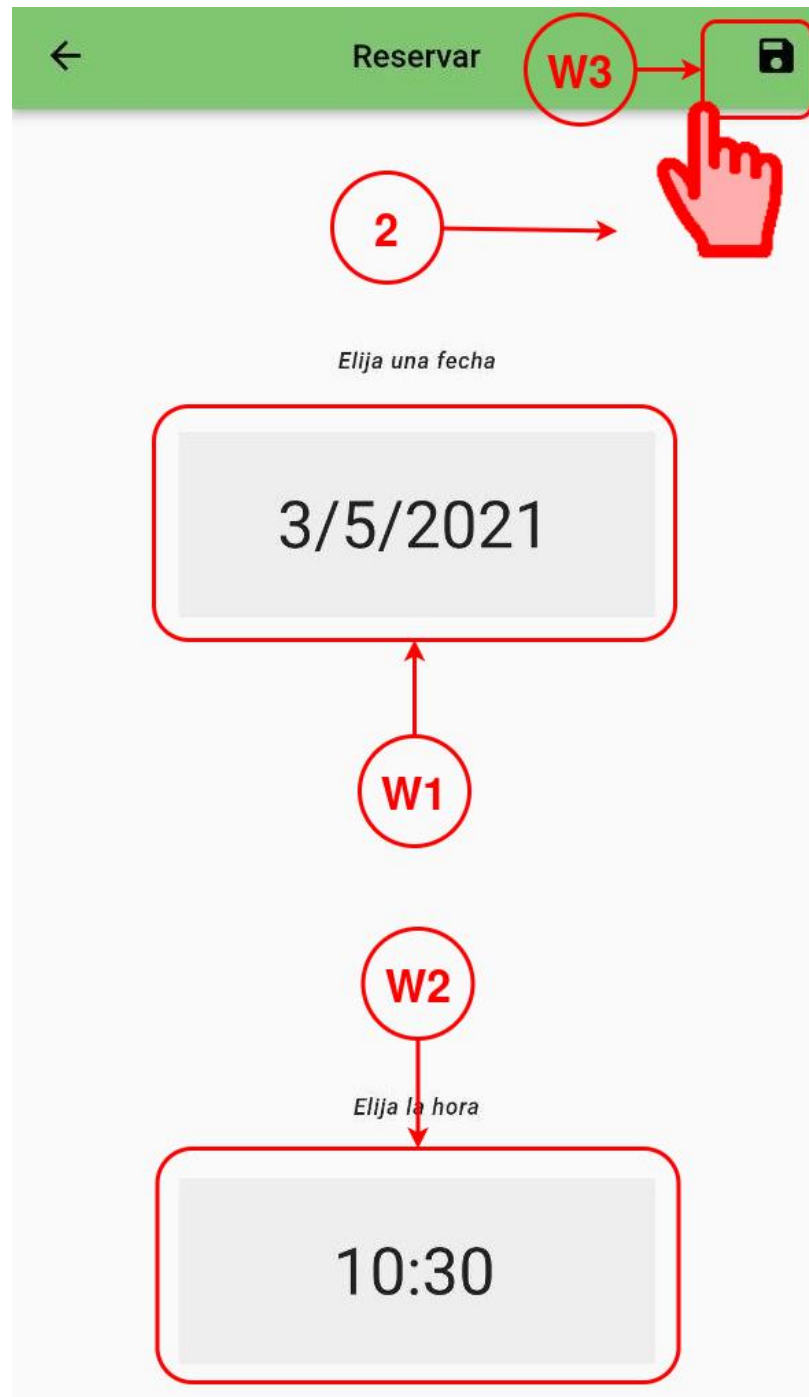 Reservar
W3
2
Elija una fecha
3/5/2021
W1
W2
Elija la hora
10:30